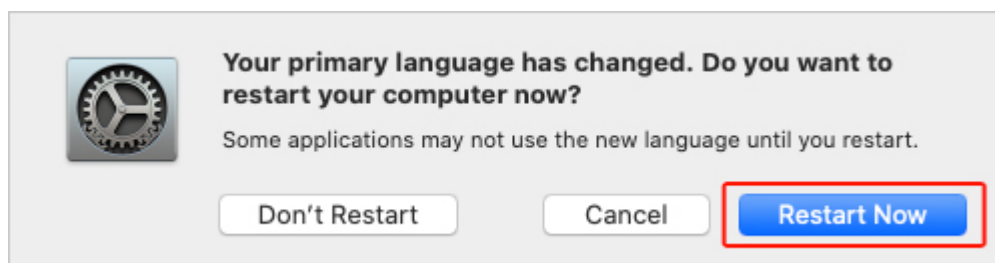 Your primary language has changed. Do you want to
restart your computer now?
Some applications may not use the new language until you restart.
Don’t Restart
Cancel
Restart Now